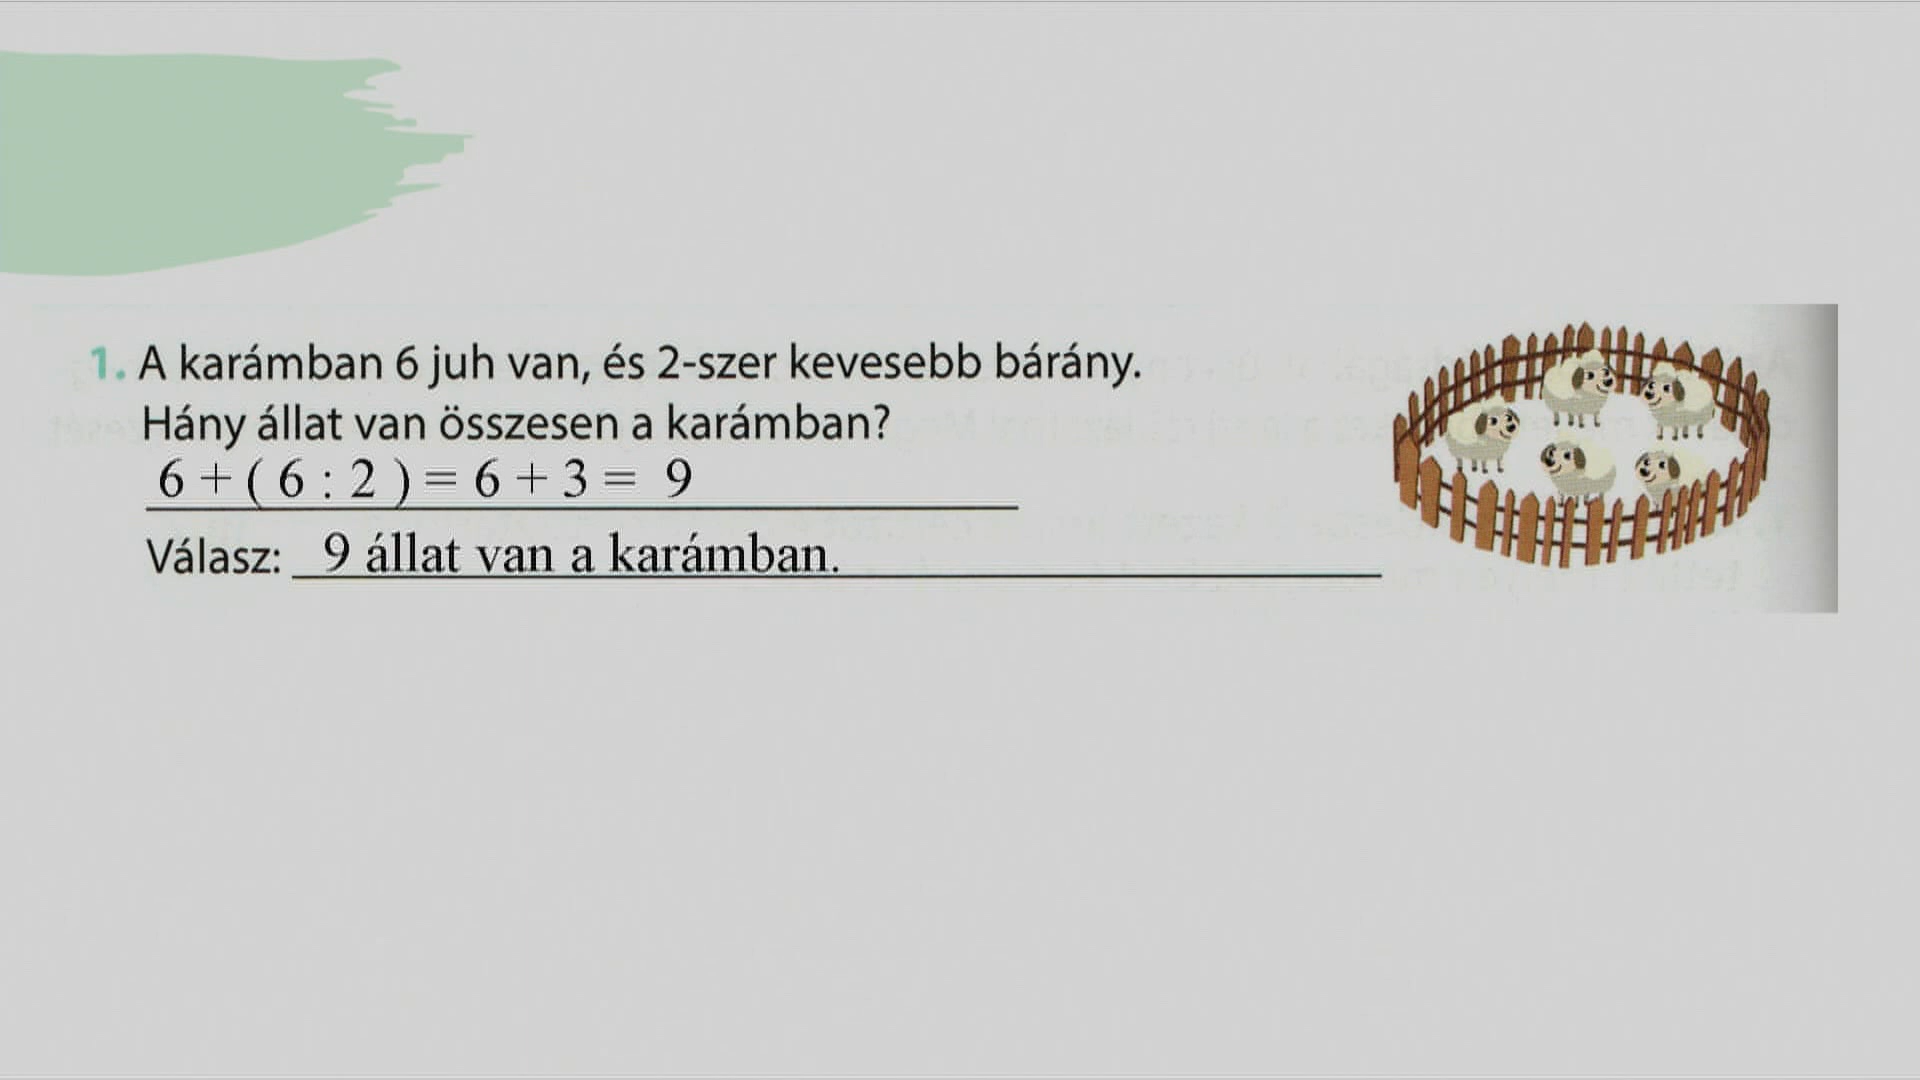 1. A karámban 6 juh van, és 2-szer kevesebb bárány.
Hány állat van összesen a karámban?
6 + ( 6 : 2 ) = 6 + 3 = 9
Válasz: 9 állat van a karámban.